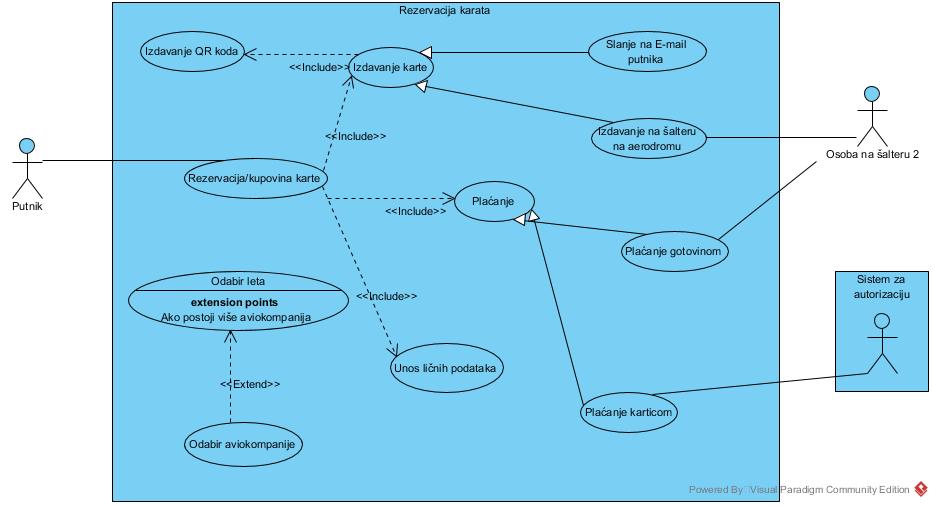 Rezervacija karata
Izdavanje QR koda
<<Include>>
Izdavanje karte
Slanje na E-mail
putnika
<<Include>>
Izdavanje na šalteru
na aerodromu
Osoba na šalteru 2
Putnik
Rezervacija/kupovina karte
<<Include>>
Plaćanje
Plaćanje gotovinom
Odabir leta
extension points
Ako postoji više aviokompanija
<<Include>>
Sistem za
autorizaciju
Unos ličnih podataka
<<Extend>>
Plaćanje karticom
Odabir aviokompanije
Powered By Visual Paradigm Community Edition